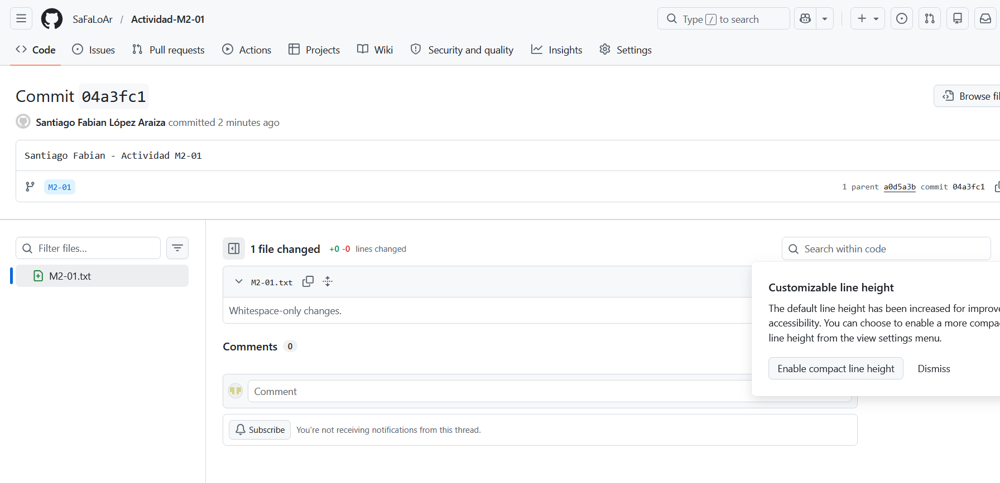 SaFaLoAr / Actividad-M2-01
Type / to search
Code Issues Pull requests Actions Projects Wiki Security and quality Insights Settings
Commit 04a3fc1
Browse fil
Santiago Fabian López Araiza committed 2 minutes ago
Santiago Fabian - Actividad M2-01
M2-01
1 parent a0d5a3b commit 04a3fc1
Filter files...
M2-01.txt
1 file changed +0 -0 lines changed
Search within code
M2-01.txt
Whitespace-only changes.
Customizable line height
The default line height has been increased for improve
accessibility. You can choose to enable a more compa
line height from the view settings menu.
Enable compact line height Dismiss
Comments 0
Comment
Subscribe You're not receiving notifications from this thread.